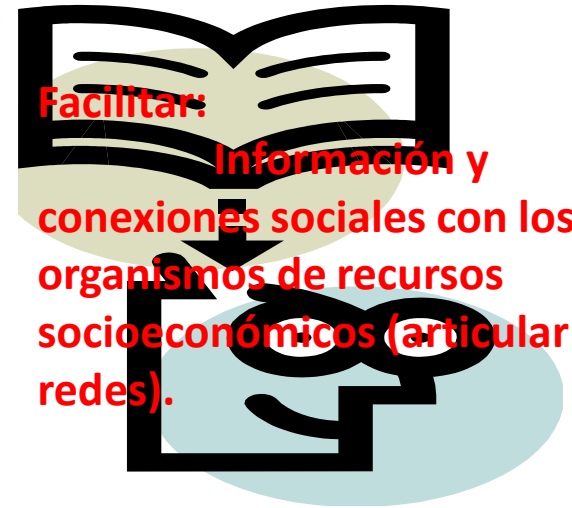 Facilitar:
Información y
conexiones sociales con los
organismos de recursos
socioeconómicos (articular
redes).